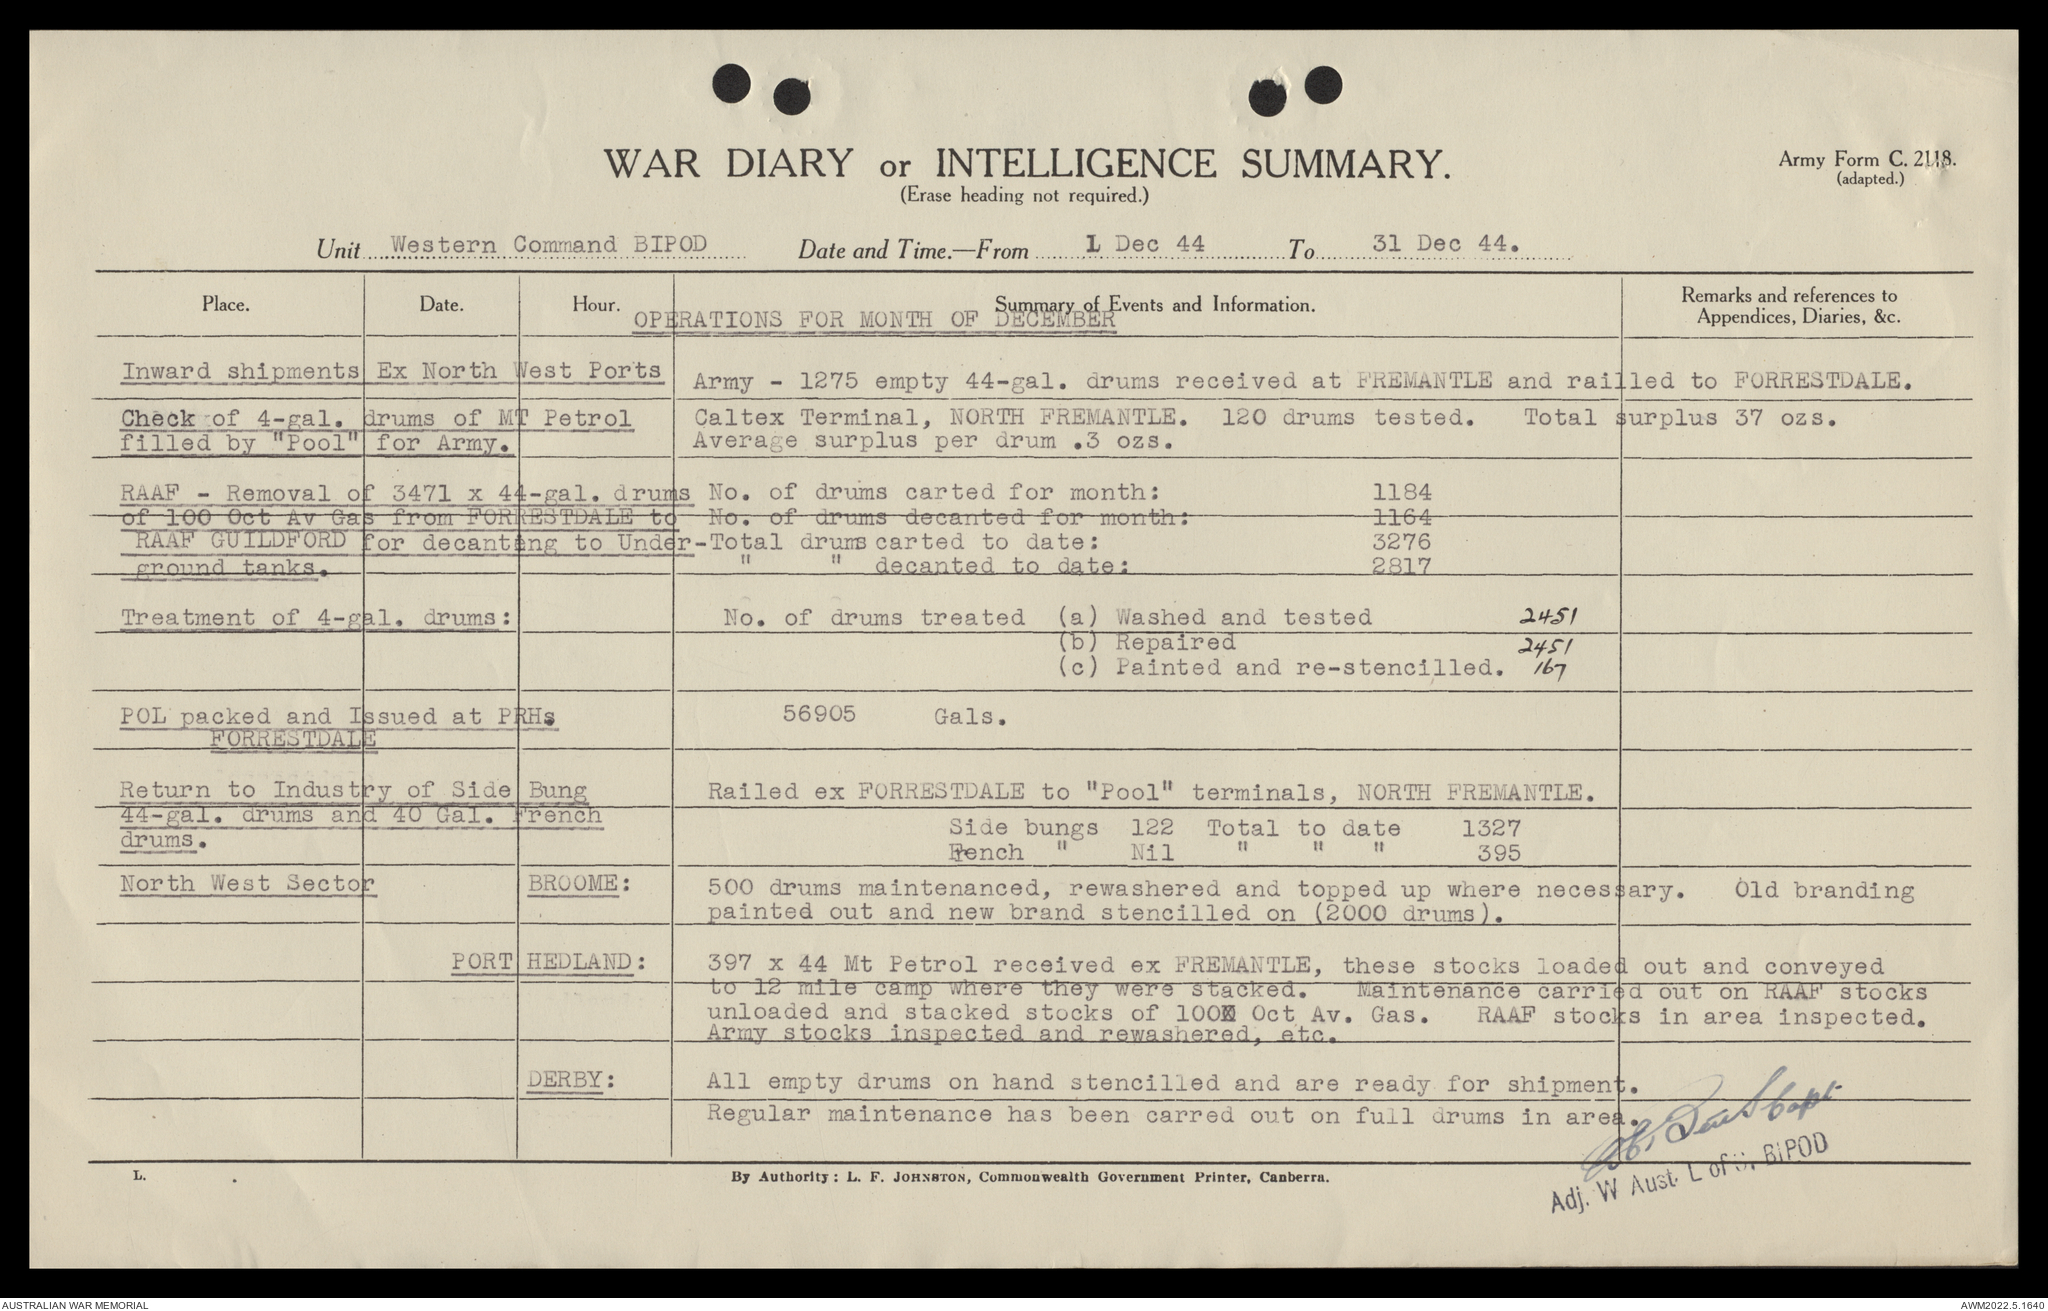 WAR DIARY or INTELLIGENCE SUMMARY.
(Erase heading not required.)
Army Form C. 2118.
(adapted.)
Unit Western Command BIPOD Date and Time.—From 1 Dec 44 To 31 Dec 44.
Place. Date. Hour. Summary of Events and Information. Remarks and references to
Appendices, Diaries, &c.
OPERATIONS FOR MONTH OF DECEMBER
Inward shipments Ex North West Ports Army - 1275 empty 44-gal. drums received at FREMANTLE and railled to FORRESTDALE.
Check of 4-gal. drums of MT Petrol Caltex Terminal, NORTH FREMANTLE. 120 drums tested. Total surplus 37 ozs.
filled by "Pool" for Army. Average surplus per drum .3 ozs.
RAAF - Removal of 3471 x 44-gal. drums No. of drums carted for month: 1184
of 100 Oct Av Gas from FORRESTDALE to No. of drums decanted for month: 1164
RAAF GUILDFORD for decanting to Under- Total drums carted to date: 3276
ground tanks. " " decanted to date: 2817
Treatment of 4-gal. drums: No. of drums treated (a) Washed and tested 2451
(b) Repaired 2451
(c) Painted and re-stencilled. 167
POL packed and Issued at PRHs 56905 Gals.
FORRESTDALE
Return to Industry of Side Bung Railed ex FORRESTDALE to "Pool" terminals, NORTH FREMANTLE.
44-gal. drums and 40 Gal. French
Side bungs 122 Total to date 1327
drums.
French " Nil " " " 395
North West Sector BROOME: 500 drums maintenanced, rewashered and topped up where necessary. Old branding
painted out and new brand stencilled on (2000 drums).
PORT HEDLAND: 397 x 44 Mt Petrol received ex FREMANTLE, these stocks loaded out and conveyed
to 12 mile camp where they were stacked. Maintenance carried out on RAAF stocks
unloaded and stacked stocks of 100 Oct Av. Gas. RAAF stocks in area inspected.
Army stocks inspected and rewashered, etc.
DERBY: All empty drums on hand stencilled and are ready for shipment.
Regular maintenance has been carred out on full drums in area.
Capt
Adj. W Aust. L of C. BIPOD
L. By Authority: L. F. JOHNSTON, Commonwealth Government Printer, Canberra.
AUSTRALIAN WAR MEMORIAL AWM2022.5.1640